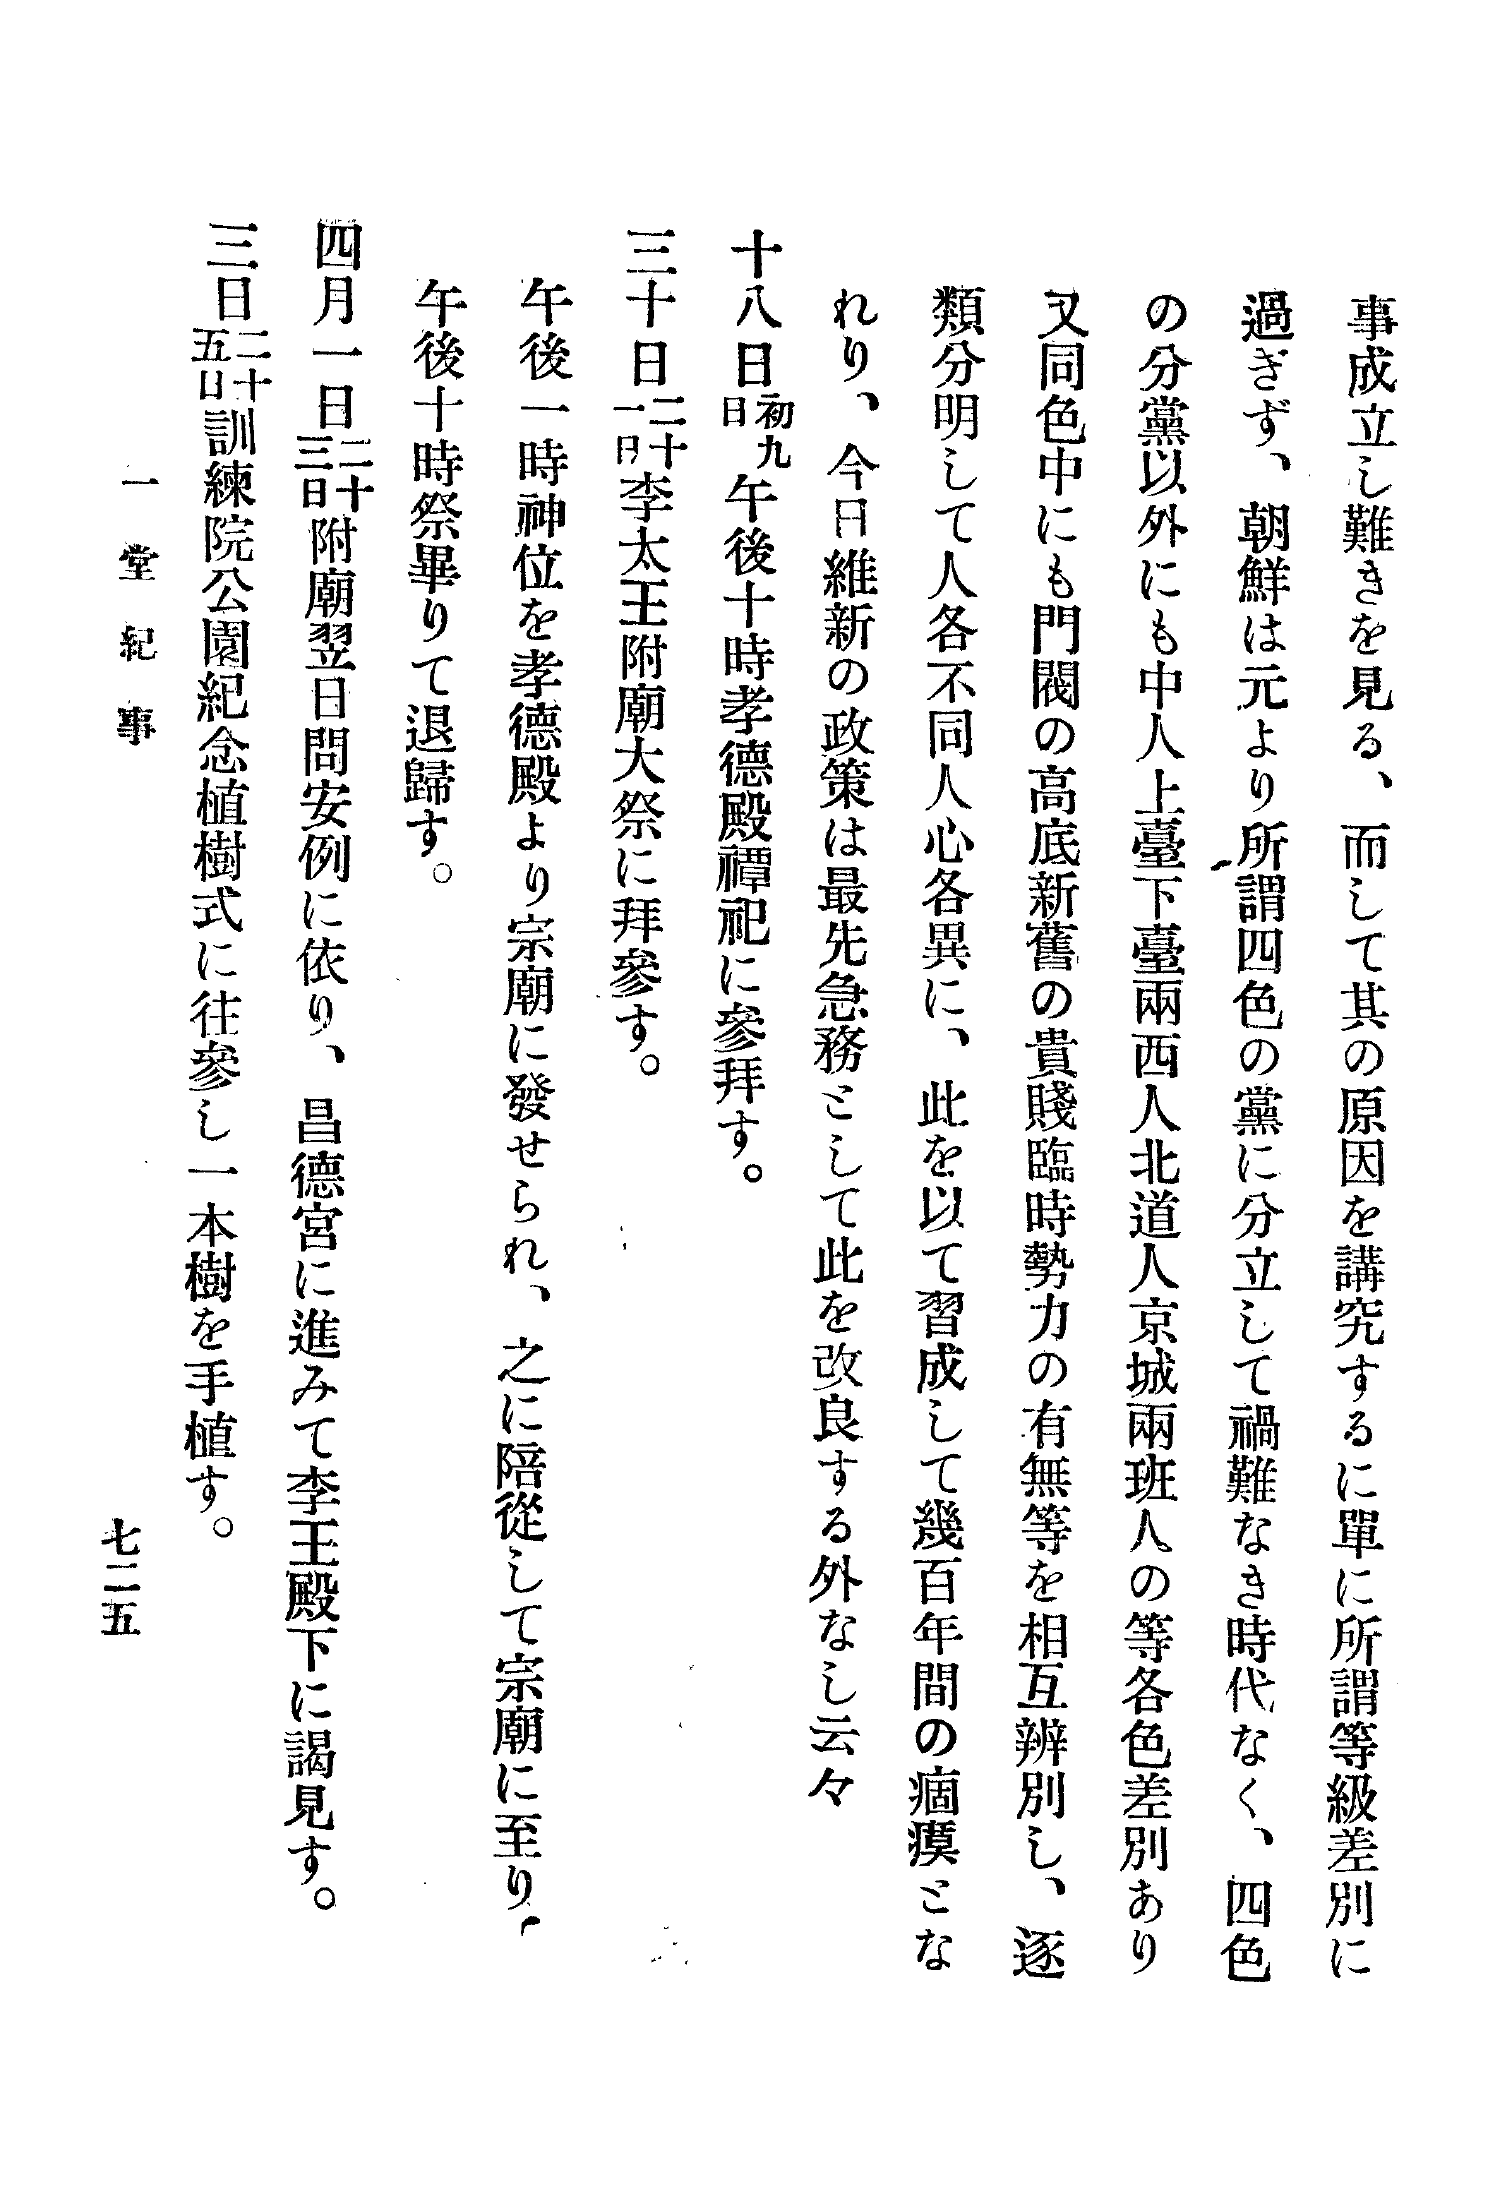 事成立し難きを見る、而して其の原因を講究するに單に所謂等級差別に
過ぎず、朝鮮は元より所謂四色の黨に分立して禍難なき時代なく、四色
の分黨以外にも中人上臺下臺兩西人北道人京城兩班人の等各色差別あり
又同色中にも門閥の高底新舊の貴賤臨時勢力の有無等を相互辨別し、逐
類分明して人各不同人心各異に、此を以て習成して幾百年間の痼瘼とな
れり、今日維新の政策は最先急務として此を改良する外なし云々
十八日初九日午後十時孝德殿禫祀に參拜す。
三十日二十一日李太王附廟大祭に拜參す。
午後一時神位を孝德殿より宗廟に發せられ、之に陪從して宗廟に至り、
午後十時祭畢りて退歸す。
四月一日二十三日附廟翌日問安例に依り、昌德宮に進みて李王殿下に謁見す。
三日二十五日訓練院公園紀念植樹式に往參し一本樹を手植す。
一堂紀事
七二五